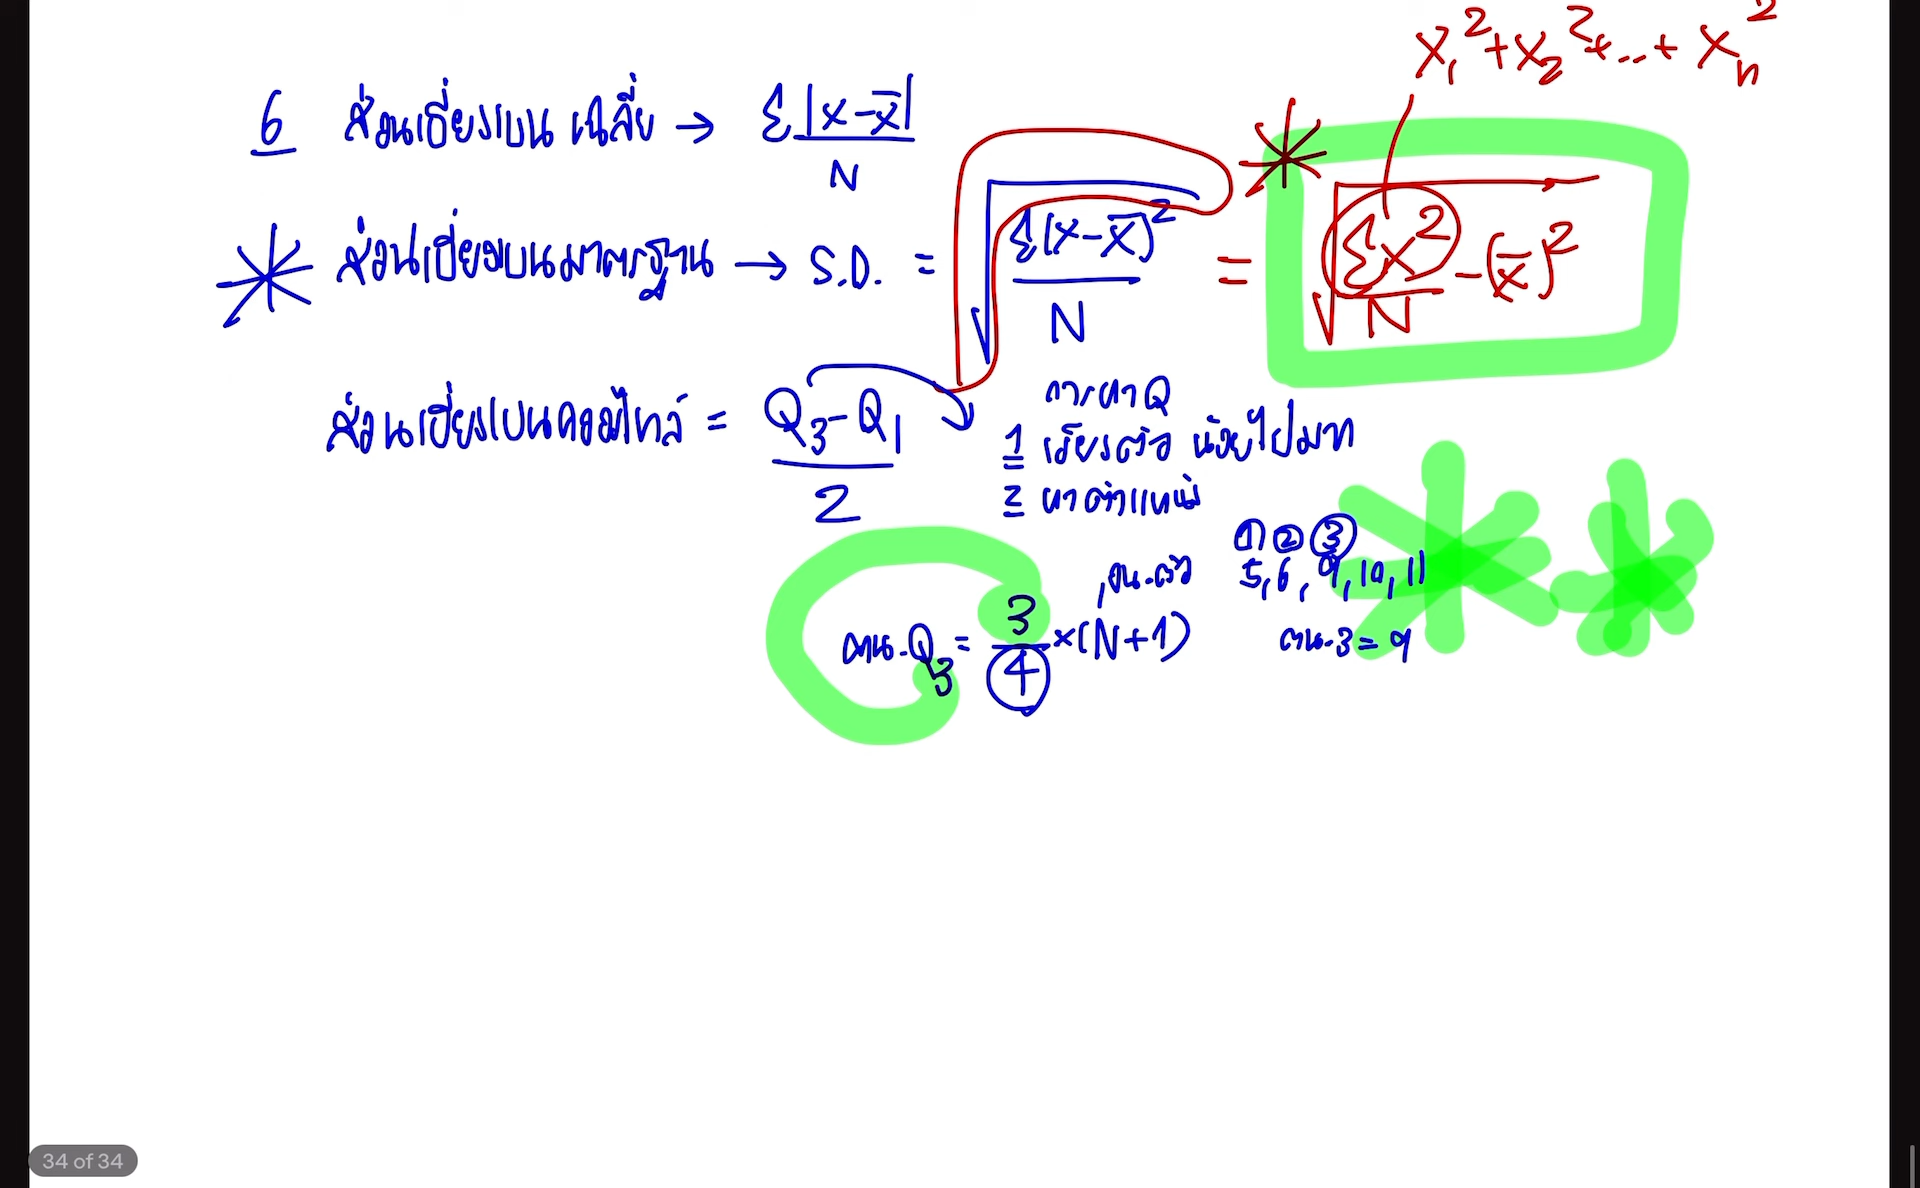 x₁² + x₂² + ... + xₙ²
6 ส่วนเบี่ยงเบน เฉลี่ย → Σ|x-x̄| / N
ส่วนเบี่ยงเบนมาตรฐาน → S.D. = √(Σ(x-x̄)² / N) = √(Σx² / N - (x̄)²)
ส่วนเบี่ยงเบนควอไทล์ = Q₃-Q₁ / 2
การหา Q
1 เรียงตัว น้อยไปมาก
2 หาตำแหน่ง
① ② ③
จน.ตัว 5, 6, 9, 10, 11
ตน.Q₃ = 3/4 ×(N+1) ตน.3 = 9
34 of 34